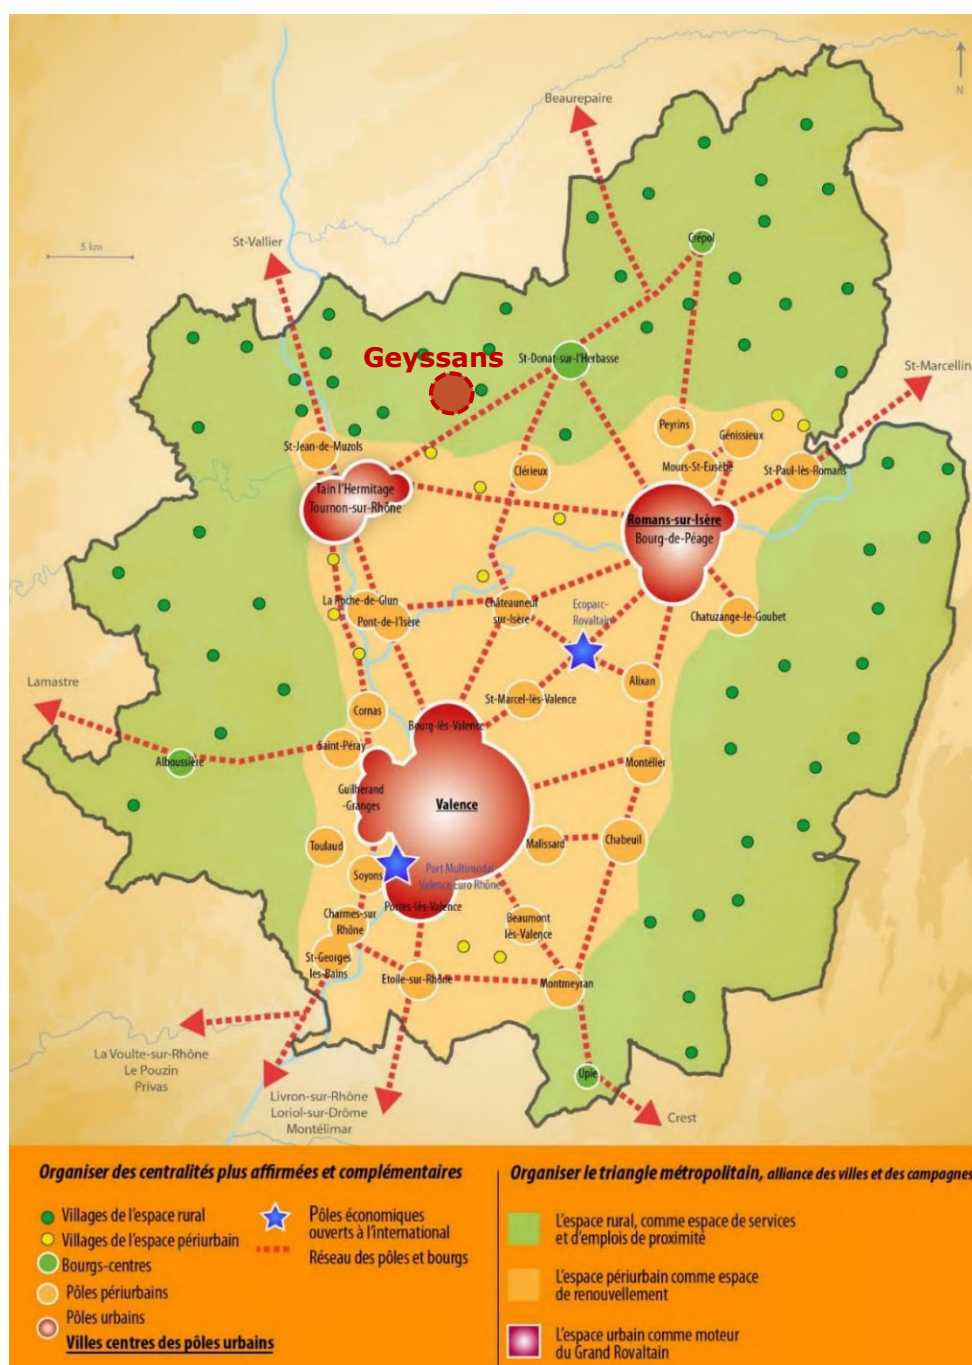 Beaurepaire
N
St-Vallier
5 km
Crépol
Geyssans
St-Donat-sur-l'Herbasse
St-Marcellin
Peyrins
Génissieux
St-Jean-de-Muzols
Clérieux
Mours-St-Eusèbe
St-Paul-lès-Romans
Tain l'Hermitage
Tournon-sur-Rhône
Romans-sur-Isère
Bourg-de-Péage
La Roche-de-Glun
Pont-de-l'Isère
Châteauneuf
sur-Isère
Ecoparc-
Rovaltain
Chatuzange-le-Goubet
Lamastre
Alixan
St-Marcel-lès-Valence
Cornas
Bourg-lès-Valence
Saint-Péray
Alboussière
Montélier
Guilherand
-Granges
Valence
Toulaud
Malissard
Chabeuil
Soyons
Port Multimodal
Valence Euro Rhône
Portes-lès-Valence
Charmes-sur
Rhône
Beaumont
lès-Valence
St-Georges
les-Bains
Etoile-sur-Rhône
Montmeyran
La Voulte-sur-Rhône
Le Pouzin
Privas
Upie
Livron-sur-Rhône
Loriol-sur-Drôme
Montélimar
Crest
Organiser des centralités plus affirmées et complémentaires
Villages de l'espace rural
Villages de l'espace périurbain
Bourgs-centres
Pôles périurbains
Pôles urbains
Villes centres des pôles urbains
Pôles économiques
ouverts à l'international
Réseau des pôles et bourgs
Organiser le triangle métropolitain, alliance des villes et des campagnes
L'espace rural, comme espace de services
et d'emplois de proximité
L'espace périurbain comme espace
de renouvellement
L'espace urbain comme moteur
du Grand Rovaltain